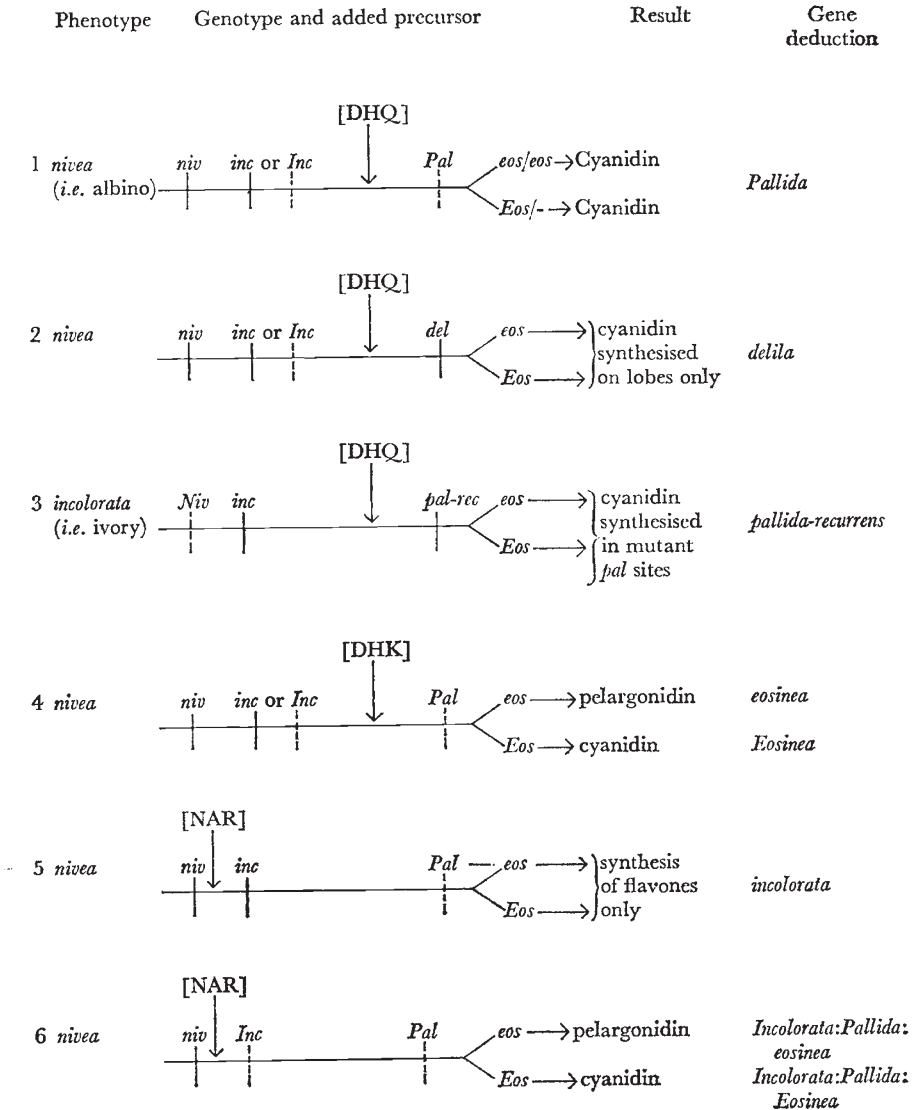 Phenotype Genotype and added precursor Result Gene
deduction
[DHQ]
niv inc or Inc Pal eos/eos → Cyanidin
1 nivea
(i.e. albino) Pallida
Eos/- → Cyanidin
[DHQ]
2 nivea niv inc or Inc del eos → cyanidin
synthesised delila
Eos → on lobes only
[DHQ]
3 incolorata Niv inc pal-rec eos → cyanidin
(i.e. ivory) synthesised pallida-recurrens
Eos → in mutant
pal sites
[DHK]
4 nivea niv inc or Inc Pal eos → pelargonidin eosinea
Eos → cyanidin Eosinea
[NAR]
5 nivea niv inc Pal eos → synthesis
of flavones incolorata
Eos → only
[NAR]
6 nivea niv Inc Pal eos → pelargonidin Incolorata:Pallida:
eosinea
Eos → cyanidin Incolorata:Pallida:
Eosinea